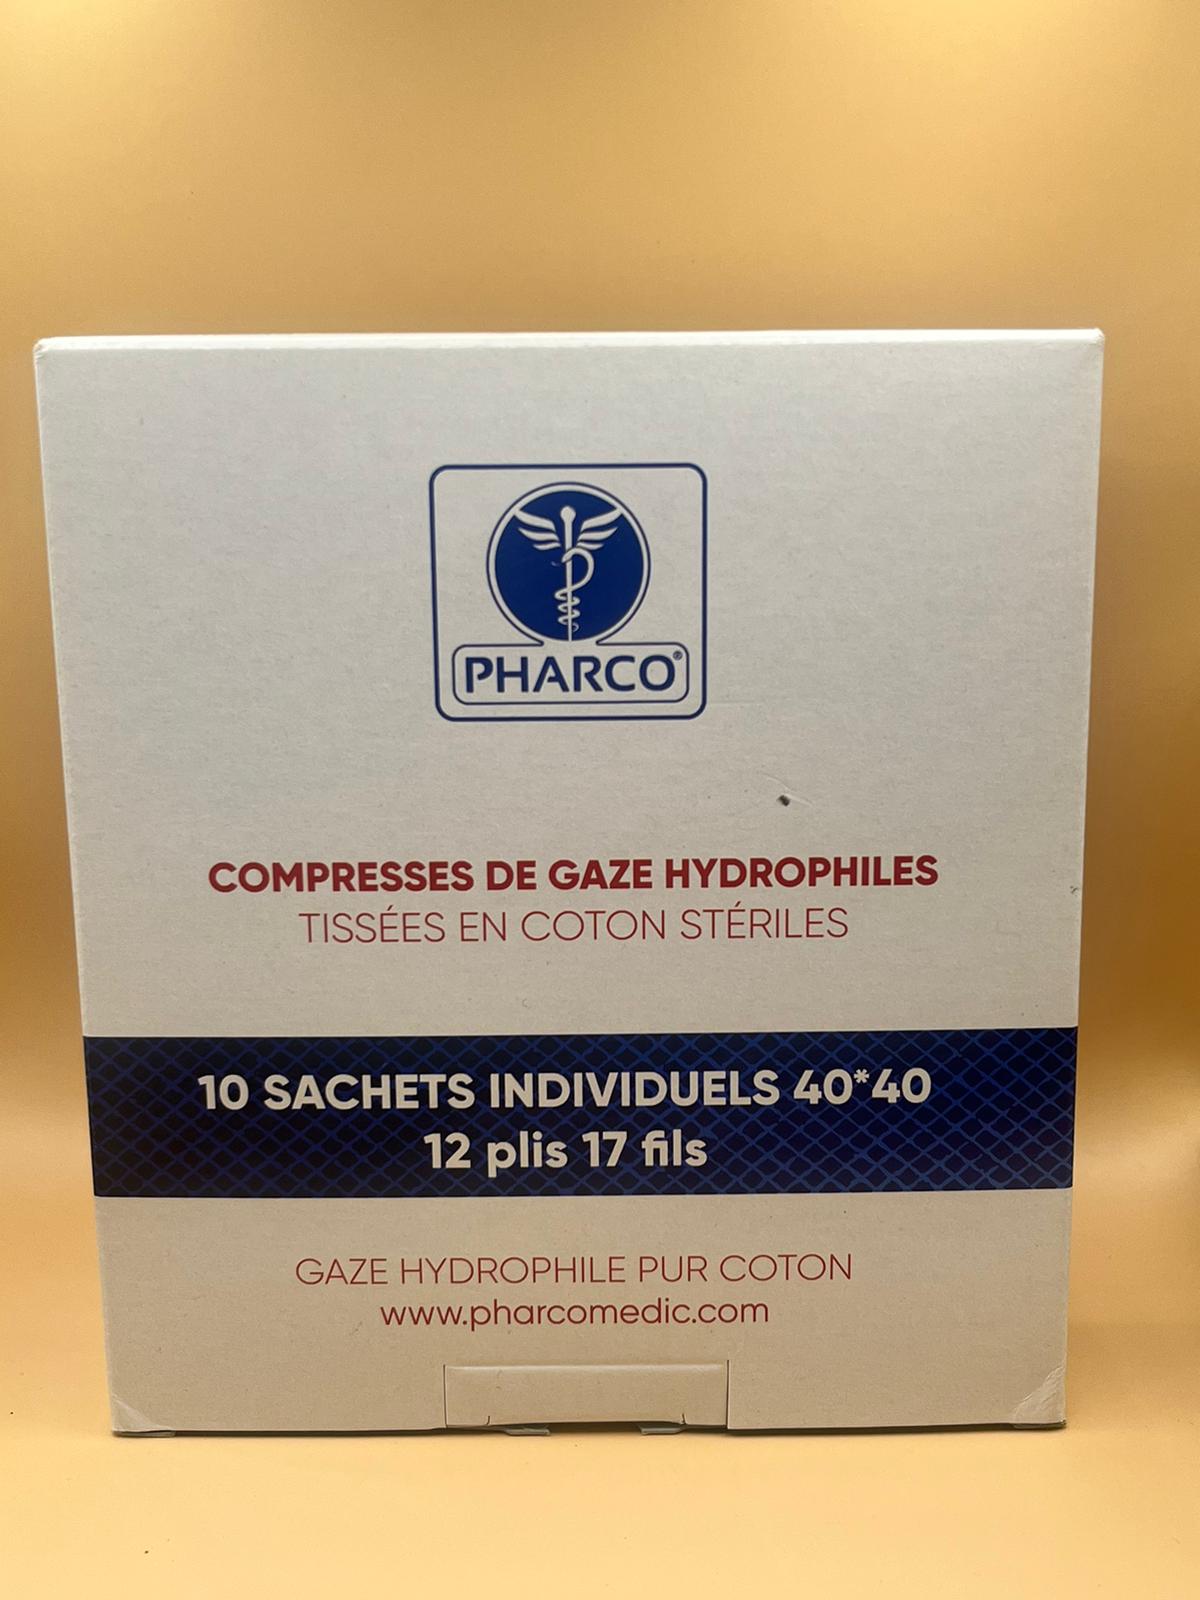 PHARCO®
COMPRESSES DE GAZE HYDROPHILES
TISSÉES EN COTON STÉRILES
10 SACHETS INDIVIDUELS 40*40
12 plis 17 fils
GAZE HYDROPHILE PUR COTON
www.pharcomedic.com